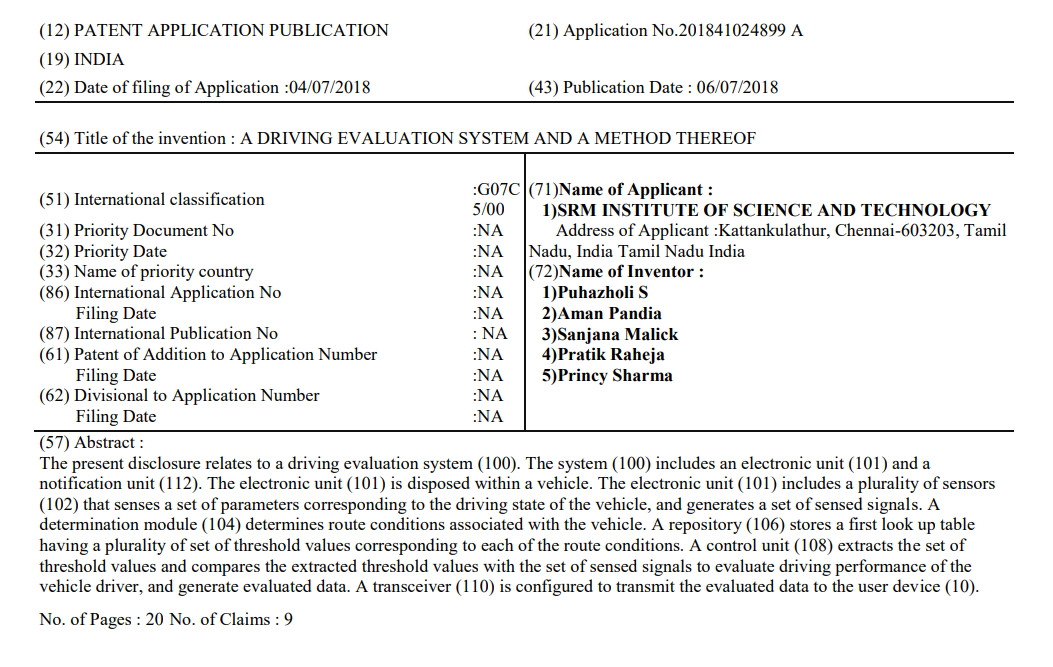 (12) PATENT APPLICATION PUBLICATION (21) Application No.201841024899 A
(19) INDIA
(22) Date of filing of Application :04/07/2018 (43) Publication Date : 06/07/2018
(54) Title of the invention : A DRIVING EVALUATION SYSTEM AND A METHOD THEREOF
(51) International classification :G07C 5/00
(31) Priority Document No :NA
(32) Priority Date :NA
(33) Name of priority country :NA
(86) International Application No :NA
Filing Date :NA
(87) International Publication No : NA
(61) Patent of Addition to Application Number :NA
Filing Date :NA
(62) Divisional to Application Number :NA
Filing Date :NA
(71)Name of Applicant :
1)SRM INSTITUTE OF SCIENCE AND TECHNOLOGY
Address of Applicant :Kattankulathur, Chennai-603203, Tamil
Nadu, India Tamil Nadu India
(72)Name of Inventor :
1)Puhazholi S
2)Aman Pandia
3)Sanjana Malick
4)Pratik Raheja
5)Princy Sharma
(57) Abstract :
The present disclosure relates to a driving evaluation system (100). The system (100) includes an electronic unit (101) and a
notification unit (112). The electronic unit (101) is disposed within a vehicle. The electronic unit (101) includes a plurality of sensors
(102) that senses a set of parameters corresponding to the driving state of the vehicle, and generates a set of sensed signals. A
determination module (104) determines route conditions associated with the vehicle. A repository (106) stores a first look up table
having a plurality of set of threshold values corresponding to each of the route conditions. A control unit (108) extracts the set of
threshold values and compares the extracted threshold values with the set of sensed signals to evaluate driving performance of the
vehicle driver, and generate evaluated data. A transceiver (110) is configured to transmit the evaluated data to the user device (10).
No. of Pages : 20 No. of Claims : 9